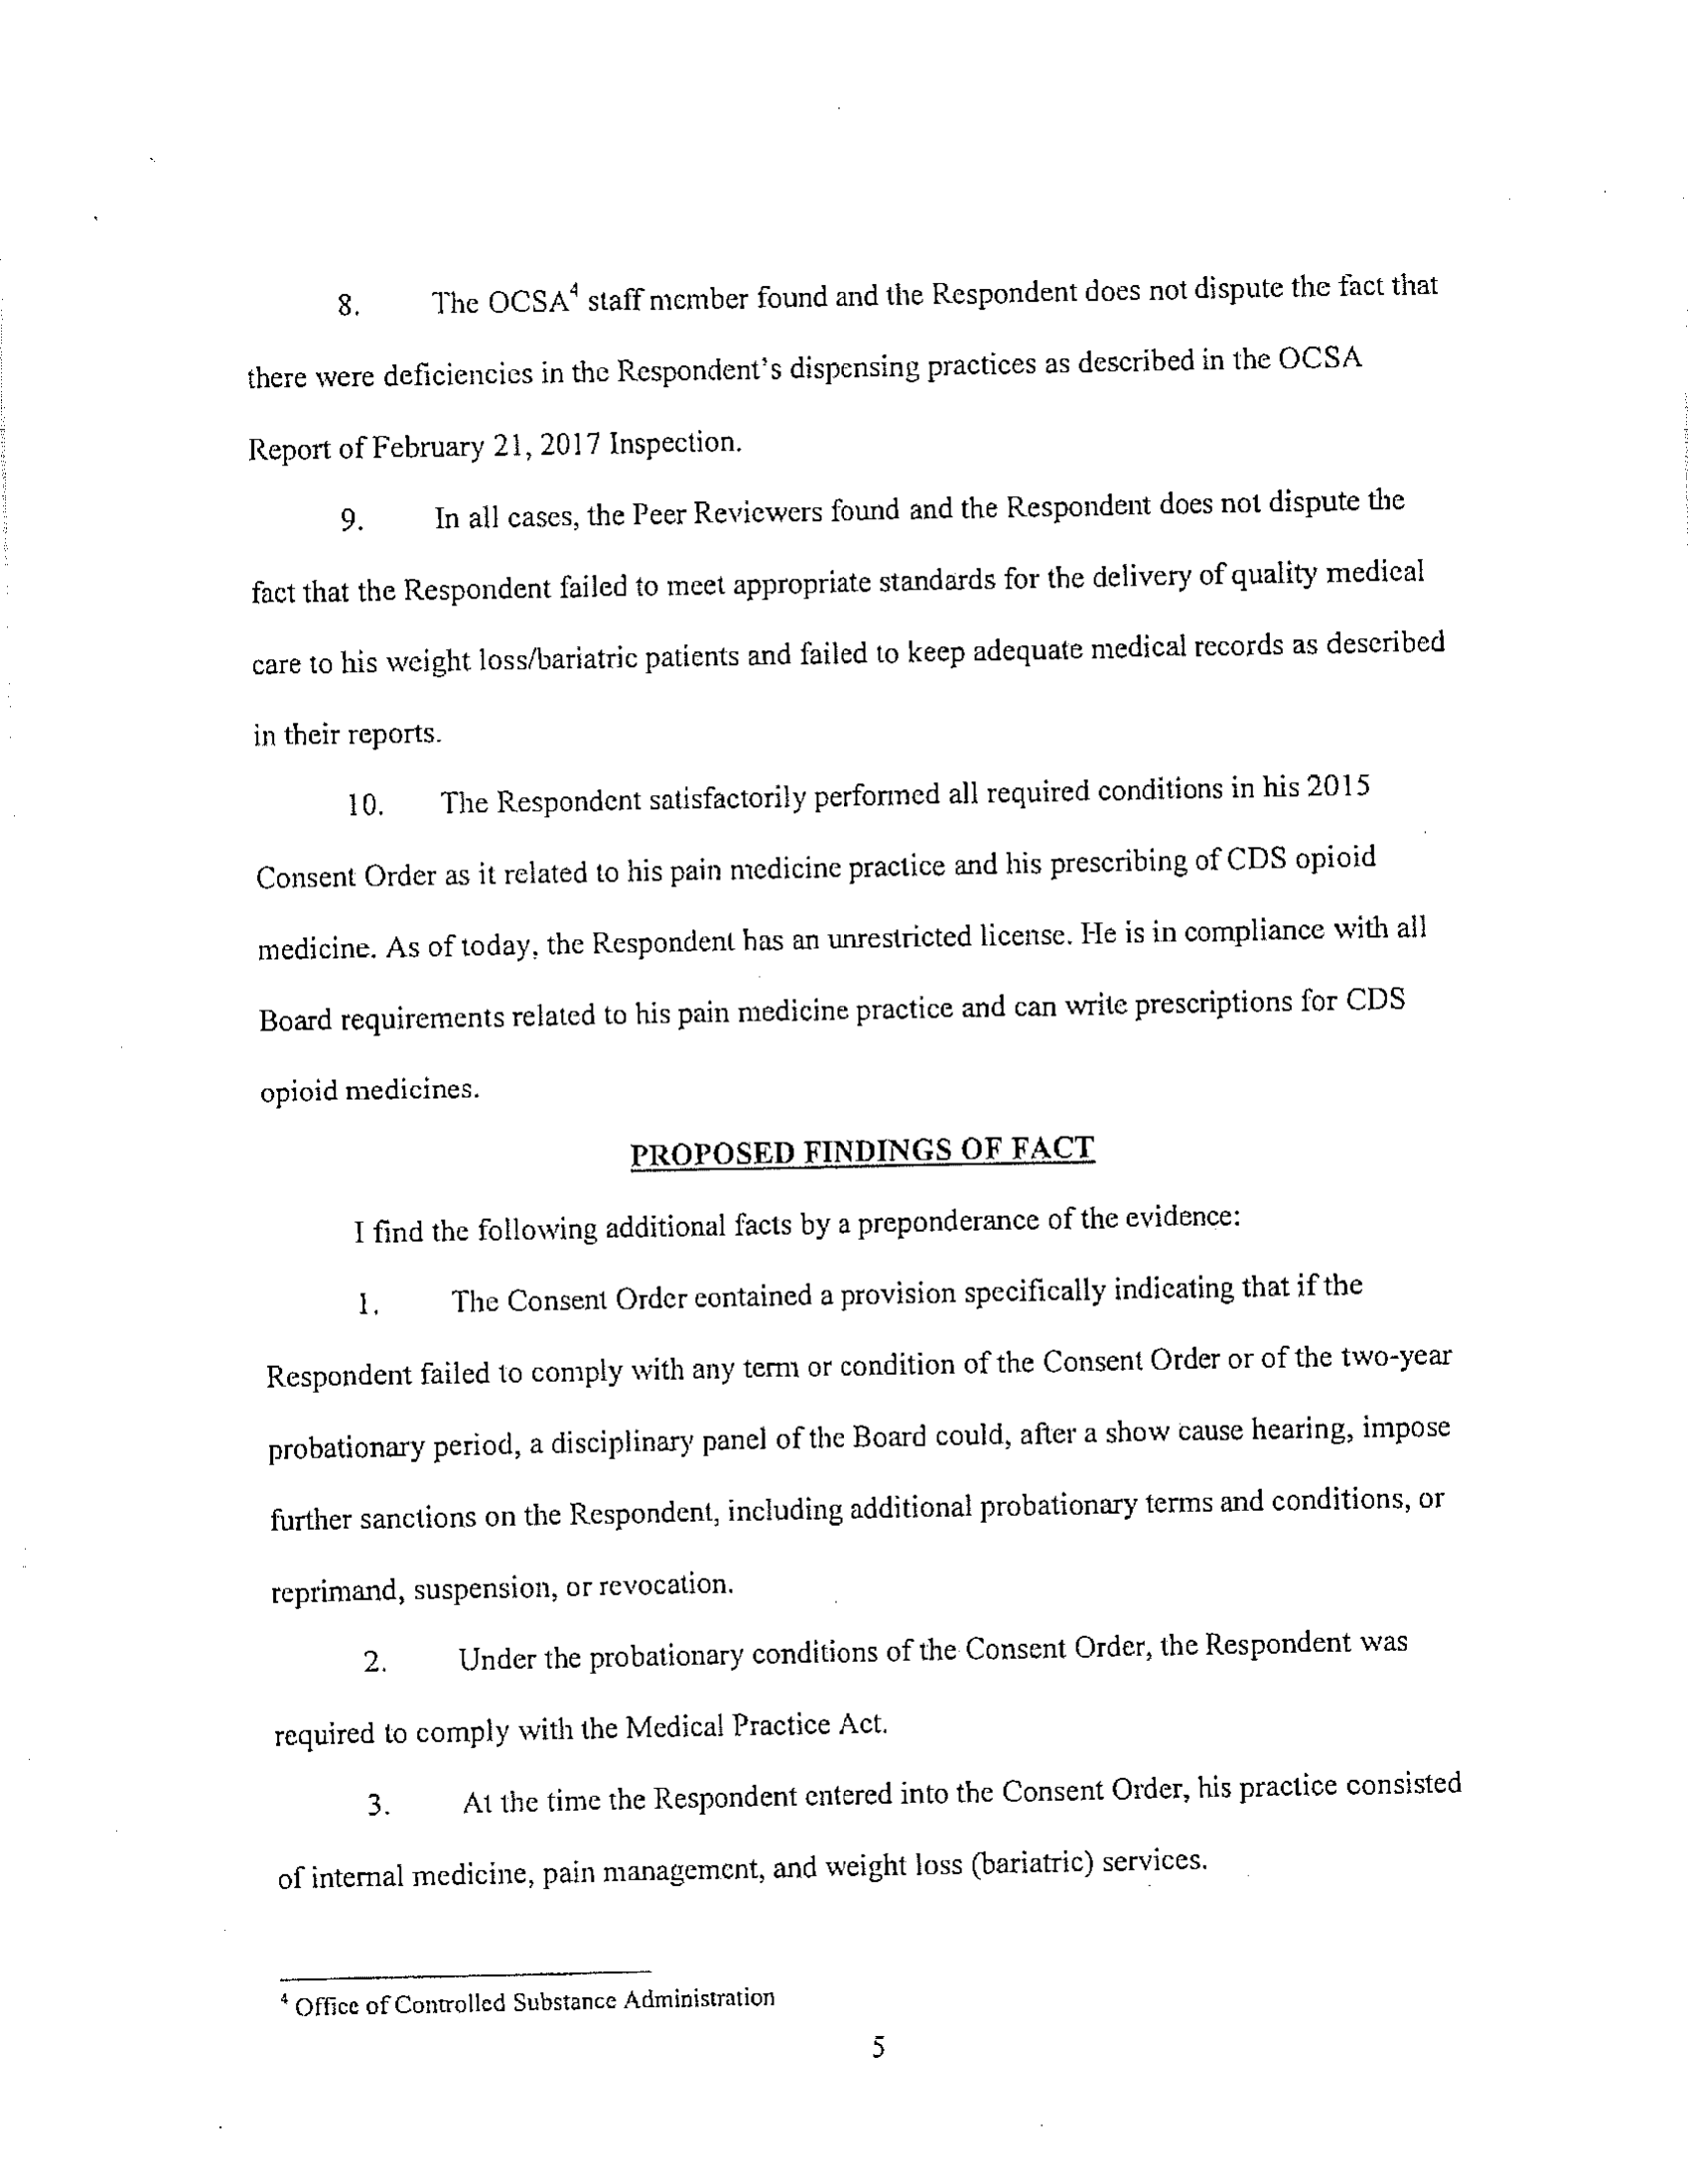 8. The OCSA⁴ staff member found and the Respondent does not dispute the fact that
there were deficiencies in the Respondent's dispensing practices as described in the OCSA
Report of February 21, 2017 Inspection.
9. In all cases, the Peer Reviewers found and the Respondent does not dispute the
fact that the Respondent failed to meet appropriate standards for the delivery of quality medical
care to his weight loss/bariatric patients and failed to keep adequate medical records as described
in their reports.
10. The Respondent satisfactorily performed all required conditions in his 2015
Consent Order as it related to his pain medicine practice and his prescribing of CDS opioid
medicine. As of today, the Respondent has an unrestricted license. He is in compliance with all
Board requirements related to his pain medicine practice and can write prescriptions for CDS
opioid medicines.
PROPOSED FINDINGS OF FACT
I find the following additional facts by a preponderance of the evidence:
1. The Consent Order contained a provision specifically indicating that if the
Respondent failed to comply with any term or condition of the Consent Order or of the two-year
probationary period, a disciplinary panel of the Board could, after a show cause hearing, impose
further sanctions on the Respondent, including additional probationary terms and conditions, or
reprimand, suspension, or revocation.
2. Under the probationary conditions of the Consent Order, the Respondent was
required to comply with the Medical Practice Act.
3. At the time the Respondent entered into the Consent Order, his practice consisted
of internal medicine, pain management, and weight loss (bariatric) services.
⁴ Office of Controlled Substance Administration
5